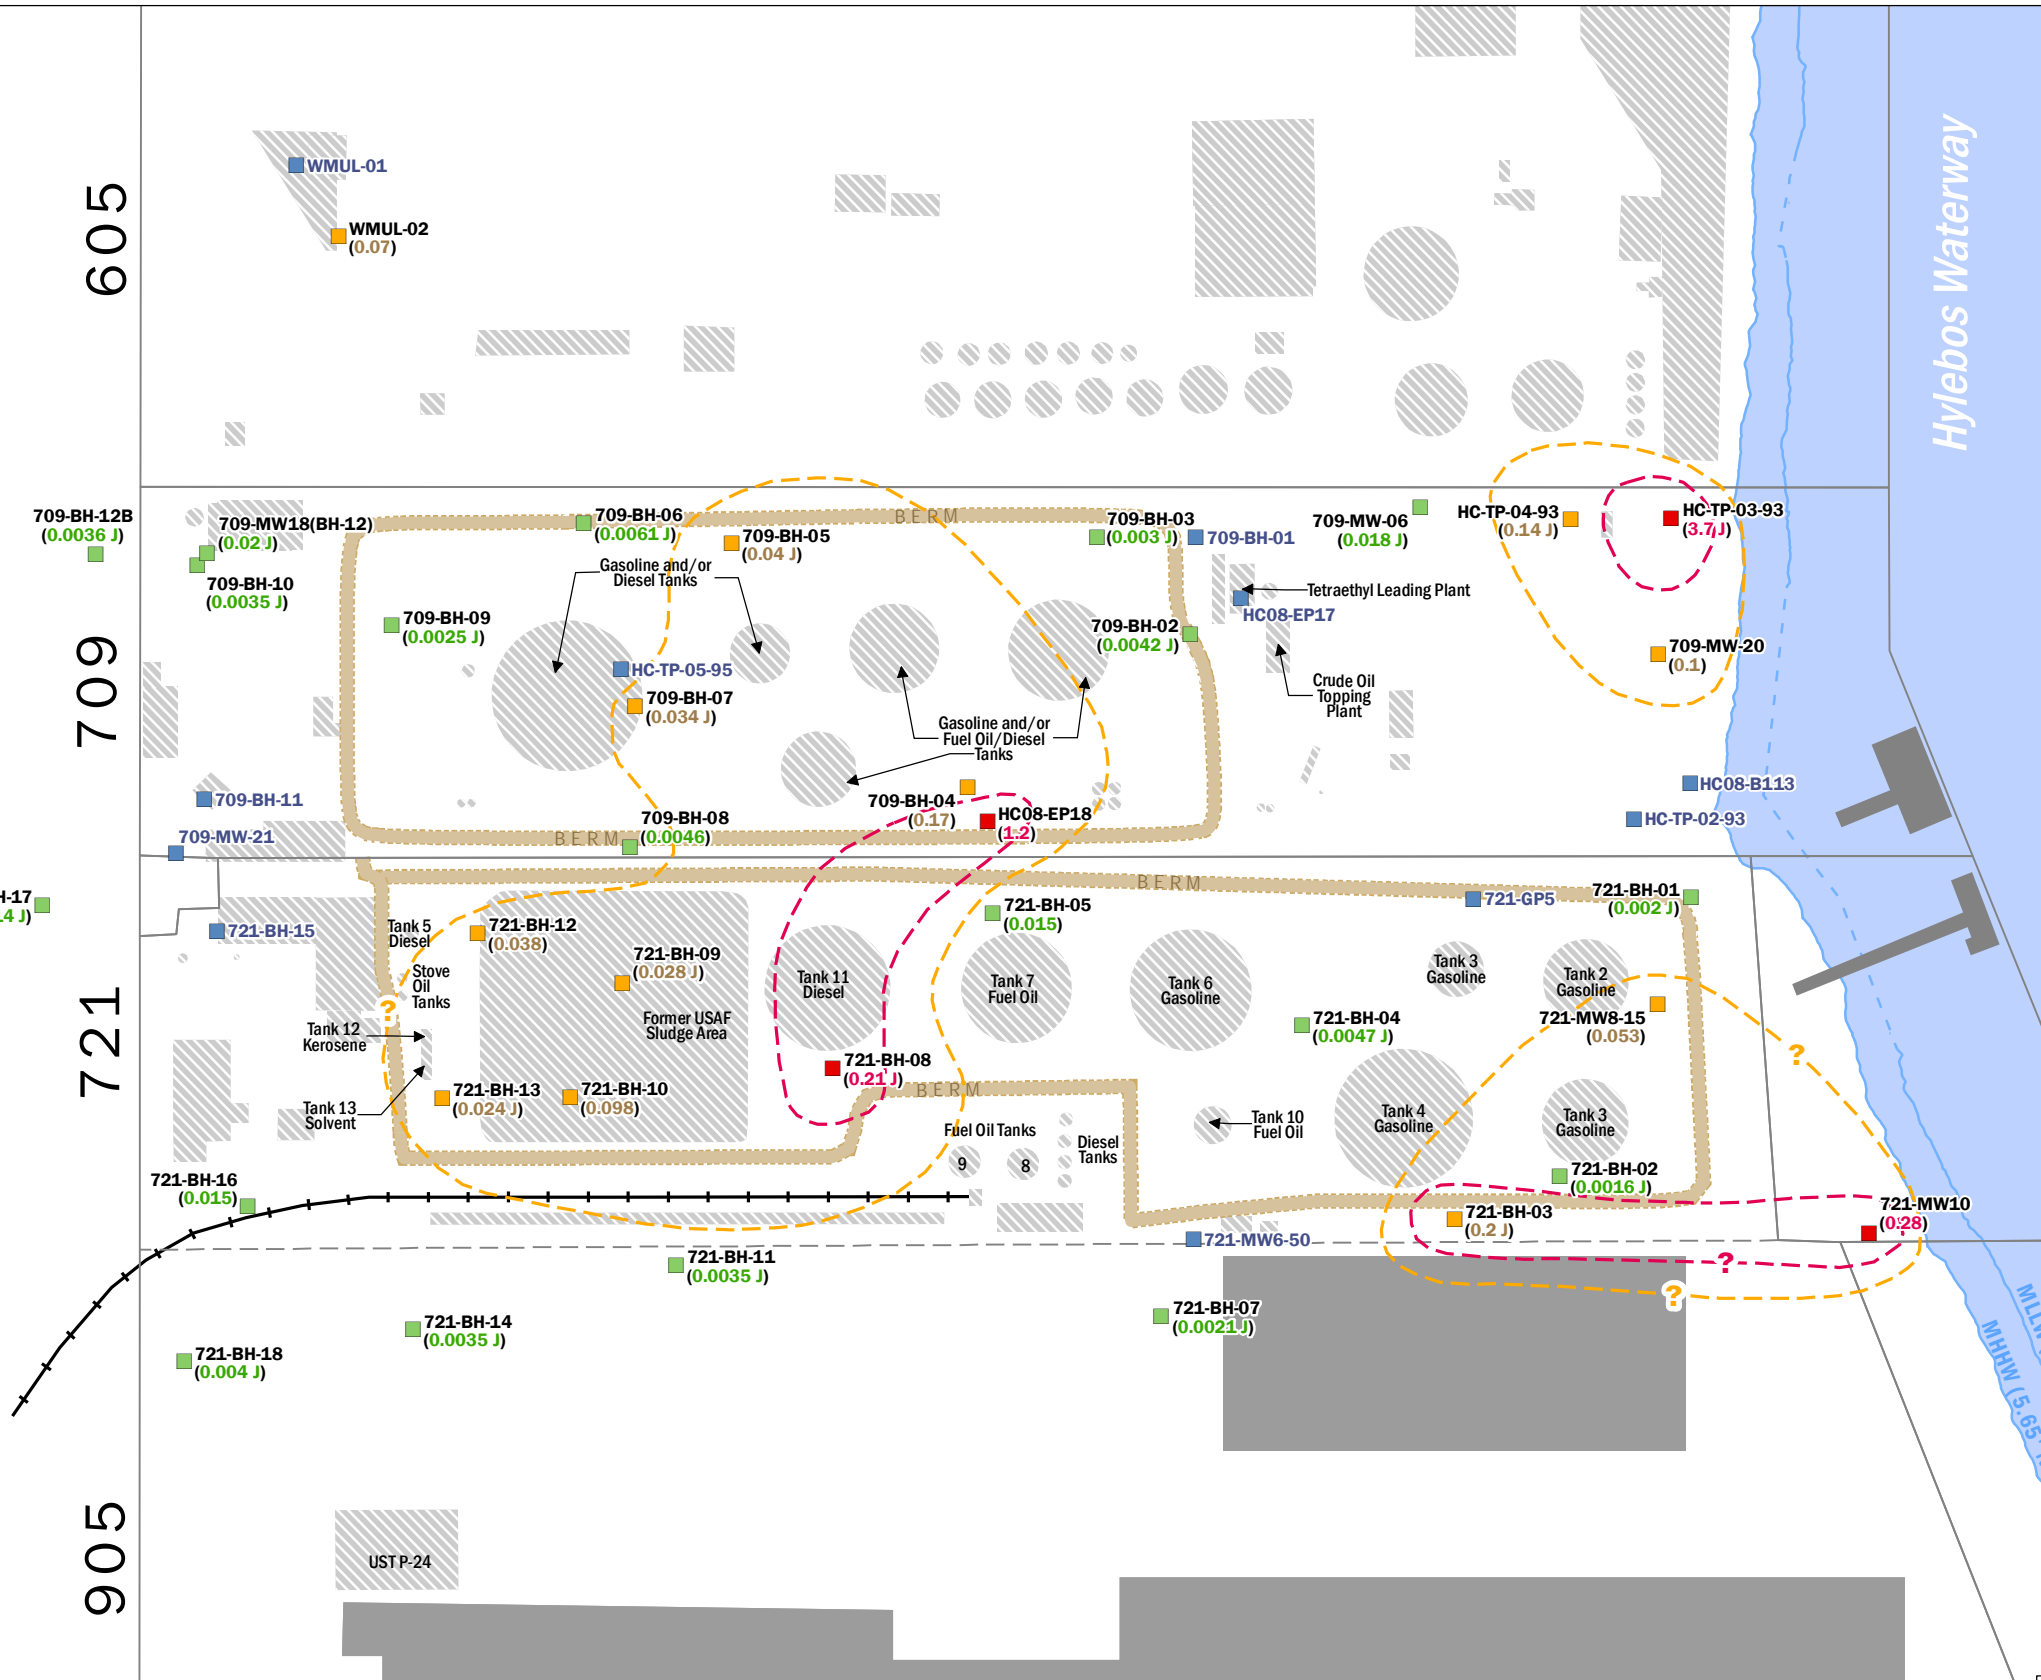 605
WMUL-01
WMUL-02
(0.07)
Hylebos Waterway
709
709-BH-12B
(0.0036 J)
709-MW18(BH-12)
(0.02 J)
709-BH-10
(0.0035 J)
709-BH-06
(0.0061 J)
BERM
709-BH-05
(0.04 J)
Gasoline and/or
Diesel Tanks
709-BH-03
(0.003 J)
709-BH-01
709-MW-06
(0.018 J)
HC-TP-04-93
(0.14 J)
HC-TP-03-93
(3.7 J)
Tetraethyl Leading Plant
HC08-EP17
709-BH-09
(0.0025 J)
709-BH-02
(0.0042 J)
709-MW-20
(0.1)
HC-TP-05-95
709-BH-07
(0.034 J)
Crude Oil
Topping
Plant
Gasoline and/or
Fuel Oil/Diesel
Tanks
709-BH-11
709-MW-21
709-BH-04
(0.17)
HC08-EP18
(1.2)
709-BH-08
(0.0046)
BERM
HC08-B113
HC-TP-02-93
721
H-17
4 J)
BERM
721-GP5
721-BH-01
(0.002 J)
721-BH-05
(0.015)
721-BH-15
Tank 5
Diesel
721-BH-12
(0.038)
721-BH-09
(0.028 J)
Stove
Oil
Tanks
Tank 11
Diesel
Tank 7
Fuel Oil
Tank 6
Gasoline
Tank 3
Gasoline
Tank 2
Gasoline
?
721-MW8-15
(0.053)
Former USAF
Sludge Area
Tank 12
Kerosene
721-BH-04
(0.0047 J)
?
721-BH-08
(0.21 J)
BERM
721-BH-13
(0.024 J)
721-BH-10
(0.098)
Tank 13
Solvent
Fuel Oil Tanks
9
8
Diesel
Tanks
Tank 10
Fuel Oil
Tank 4
Gasoline
Tank 3
Gasoline
721-BH-16
(0.015)
721-BH-02
(0.0016 J)
721-BH-03
(0.2 J)
721-MW10
(0.28)
721-MW6-50
?
?
721-BH-11
(0.0035 J)
721-BH-14
(0.0035 J)
721-BH-07
(0.0021 J)
721-BH-18
(0.004 J)
MLLW
MHHW (5.65'
905
UST P-24